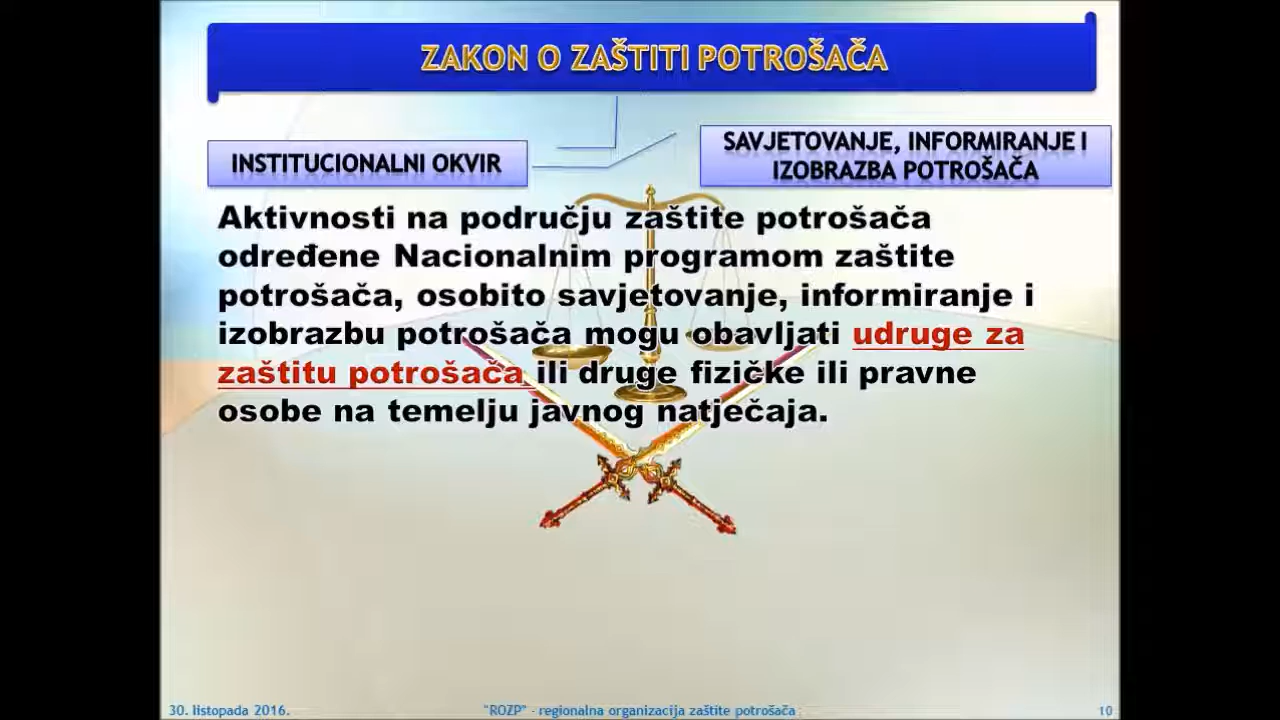 ZAKON O ZAŠTITI POTROŠAČA
INSTITUCIONALNI OKVIR
SAVJETOVANJE, INFORMIRANJE I
IZOBRAZBA POTROŠAČA
Aktivnosti na području zaštite potrošača
određene Nacionalnim programom zaštite
potrošača, osobito savjetovanje, informiranje i
izobrazbu potrošača mogu obavljati udruge za
zaštitu potrošača ili druge fizičke ili pravne
osobe na temelju javnog natječaja.
30. listopada 2016.
"ROZP" - regionalna organizacija zaštite potrošača
10